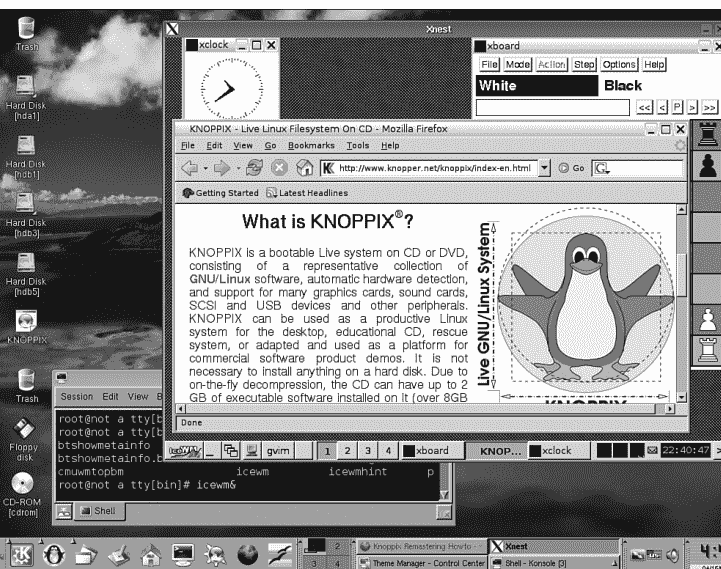 Xnest
Trash
Hard Disk
[hda1]
Hard Disk
[hdb1]
Hard Disk
[hdb3]
Hard Disk
[hdb5]
KNOPPIX
Trash
Floppy
disk
CD-ROM
[cdrom]
xclock
xboard
File Mode Action Step Options Help
White Black
<< < P > >>
KNOPPIX - Live Linux Filesystem On CD - Mozilla Firefox
File Edit View Go Bookmarks Tools Help
http://www.knopper.net/knoppix/index-en.html Go G
Getting Started Latest Headlines
What is KNOPPIX®?
KNOPPIX is a bootable Live system on CD or DVD,
consisting of a representative collection of
GNU/Linux software, automatic hardware detection,
and support for many graphics cards, sound cards,
SCSI and USB devices and other peripherals.
KNOPPIX can be used as a productive Linux
system for the desktop, educational CD, rescue
system, or adapted and used as a platform for
commercial software product demos. It is not
necessary to install anything on a hard disk. Due to
on-the-fly decompression, the CD can have up to 2
GB of executable software installed on it (over 8GB
Live GNU/Linux System
KNOPPIX
Done
Session Edit View B
root@not a tty[b
root@not a tty[b
btshowmetainfo
btshowmetainfo.b
cmuwmtopbm icewm icewmhint p
root@not a tty[bin]# icewm&
Shell
gvim 1 2 3 4 xboard KNOP... xclock 22:40:47
2
3 4
Knoppix Remastering Howto -
Xnest
Theme Manager - Control Center
Shell - Konsole [3]